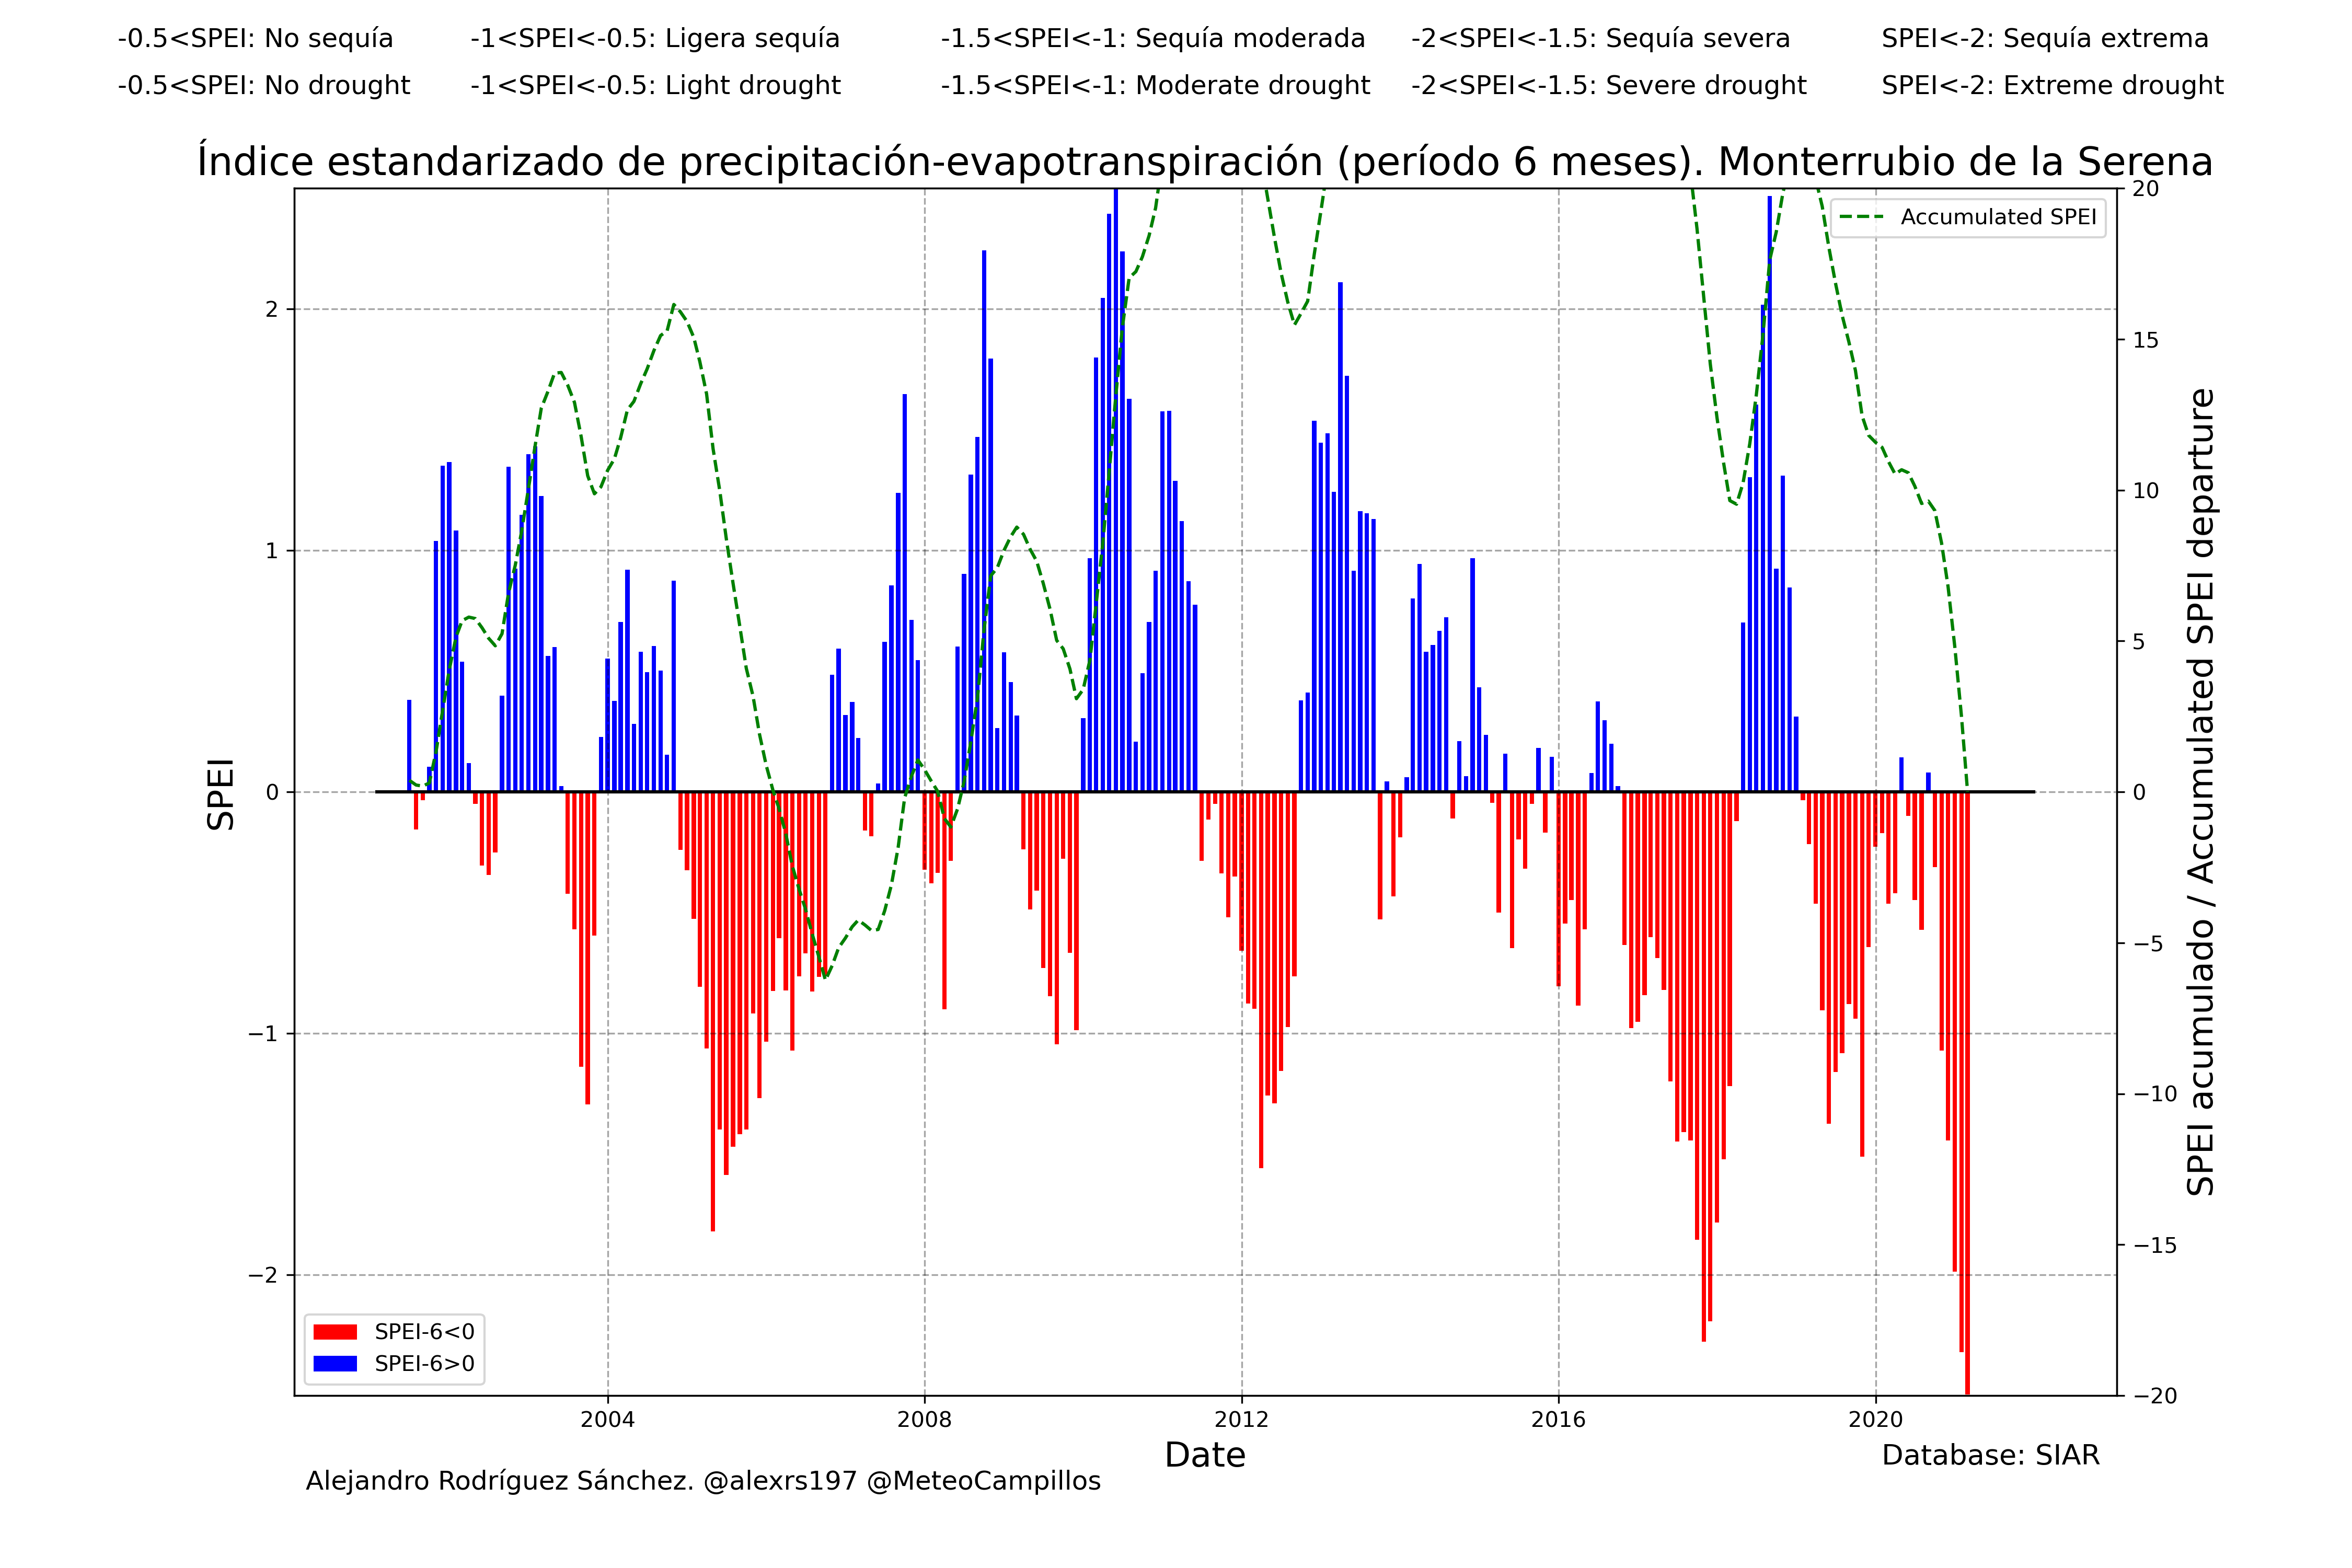 -0.5<SPEI: No sequía -1<SPEI<-0.5: Ligera sequía -1.5<SPEI<-1: Sequía moderada -2<SPEI<-1.5: Sequía severa SPEI<-2: Sequía extrema
-0.5<SPEI: No drought -1<SPEI<-0.5: Light drought -1.5<SPEI<-1: Moderate drought -2<SPEI<-1.5: Severe drought SPEI<-2: Extreme drought
Índice estandarizado de precipitación-evapotranspiración (período 6 meses). Monterrubio de la Serena
Accumulated SPEI
SPEI
2
1
0
−1
−2
20
15
10
5
0
−5
−10
−15
−20
SPEI acumulado / Accumulated SPEI departure
SPEI-6<0
SPEI-6>0
2004 2008 2012 2016 2020
Date
Database: SIAR
Alejandro Rodríguez Sánchez. @alexrs197 @MeteoCampillos